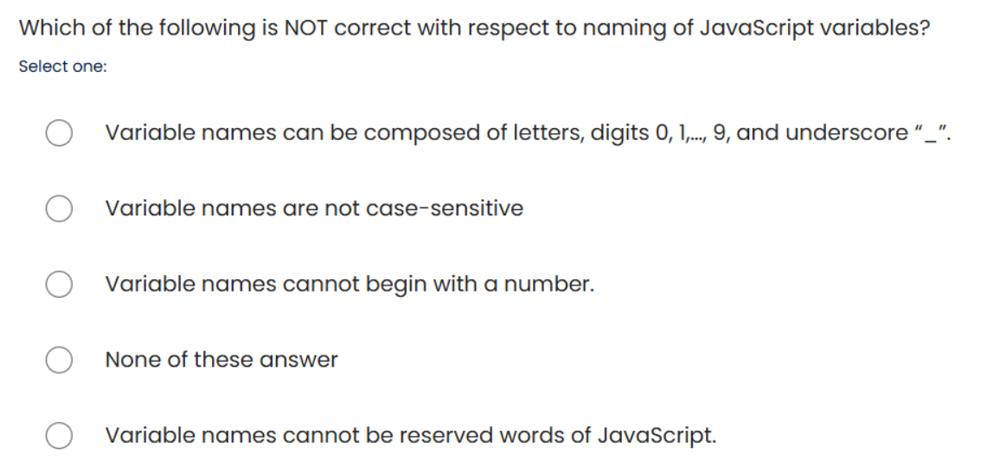 Which of the following is NOT correct with respect to naming of JavaScript variables?
Select one:
Variable names can be composed of letters, digits 0, 1,..., 9, and underscore “_”.
Variable names are not case-sensitive
Variable names cannot begin with a number.
None of these answer
Variable names cannot be reserved words of JavaScript.